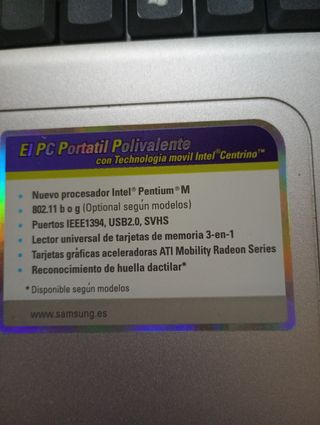 El PC Portatil Polivalente
con Technologia movil Intel®Centrino™
• Nuevo procesador Intel® Pentium® M
• 802.11 b o g (Optional según modelos)
• Puertos IEEE1394, USB2.0, SVHS
• Lector universal de tarjetas de memoria 3-en-1
• Tarjetas gráficas aceleradoras ATI Mobility Radeon Series
• Reconocimiento de huella dactilar*
* Disponible según modelos
www.samsung.es